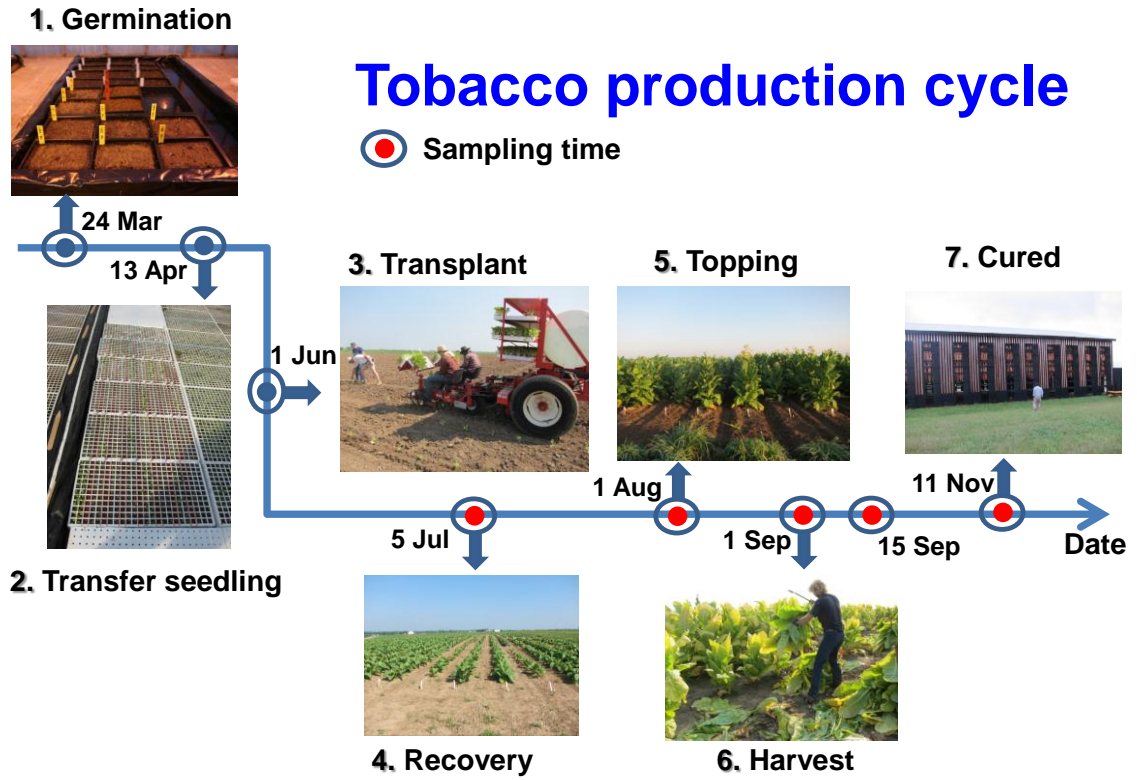 1. Germination
Tobacco production cycle
Sampling time
24 Mar
13 Apr
3. Transplant
5. Topping
7. Cured
1 Jun
1 Aug
11 Nov
5 Jul
1 Sep
15 Sep
Date
2. Transfer seedling
4. Recovery
6. Harvest